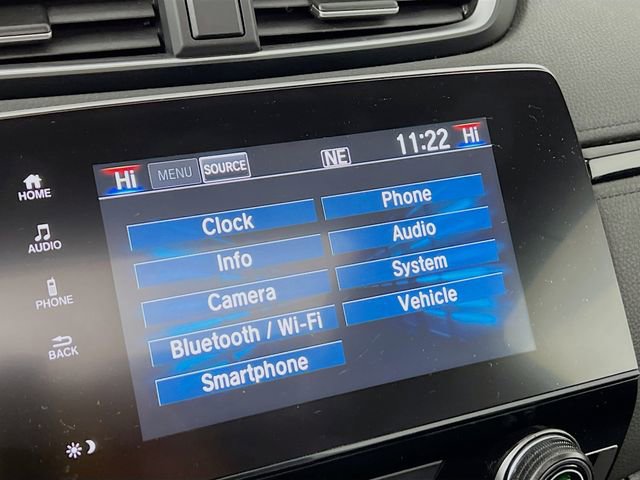 Hi MENU SOURCE NE 11:22 Hi
HOME
AUDIO
PHONE
BACK
Clock
Info
Camera
Bluetooth / Wi-Fi
Smartphone
Phone
Audio
System
Vehicle